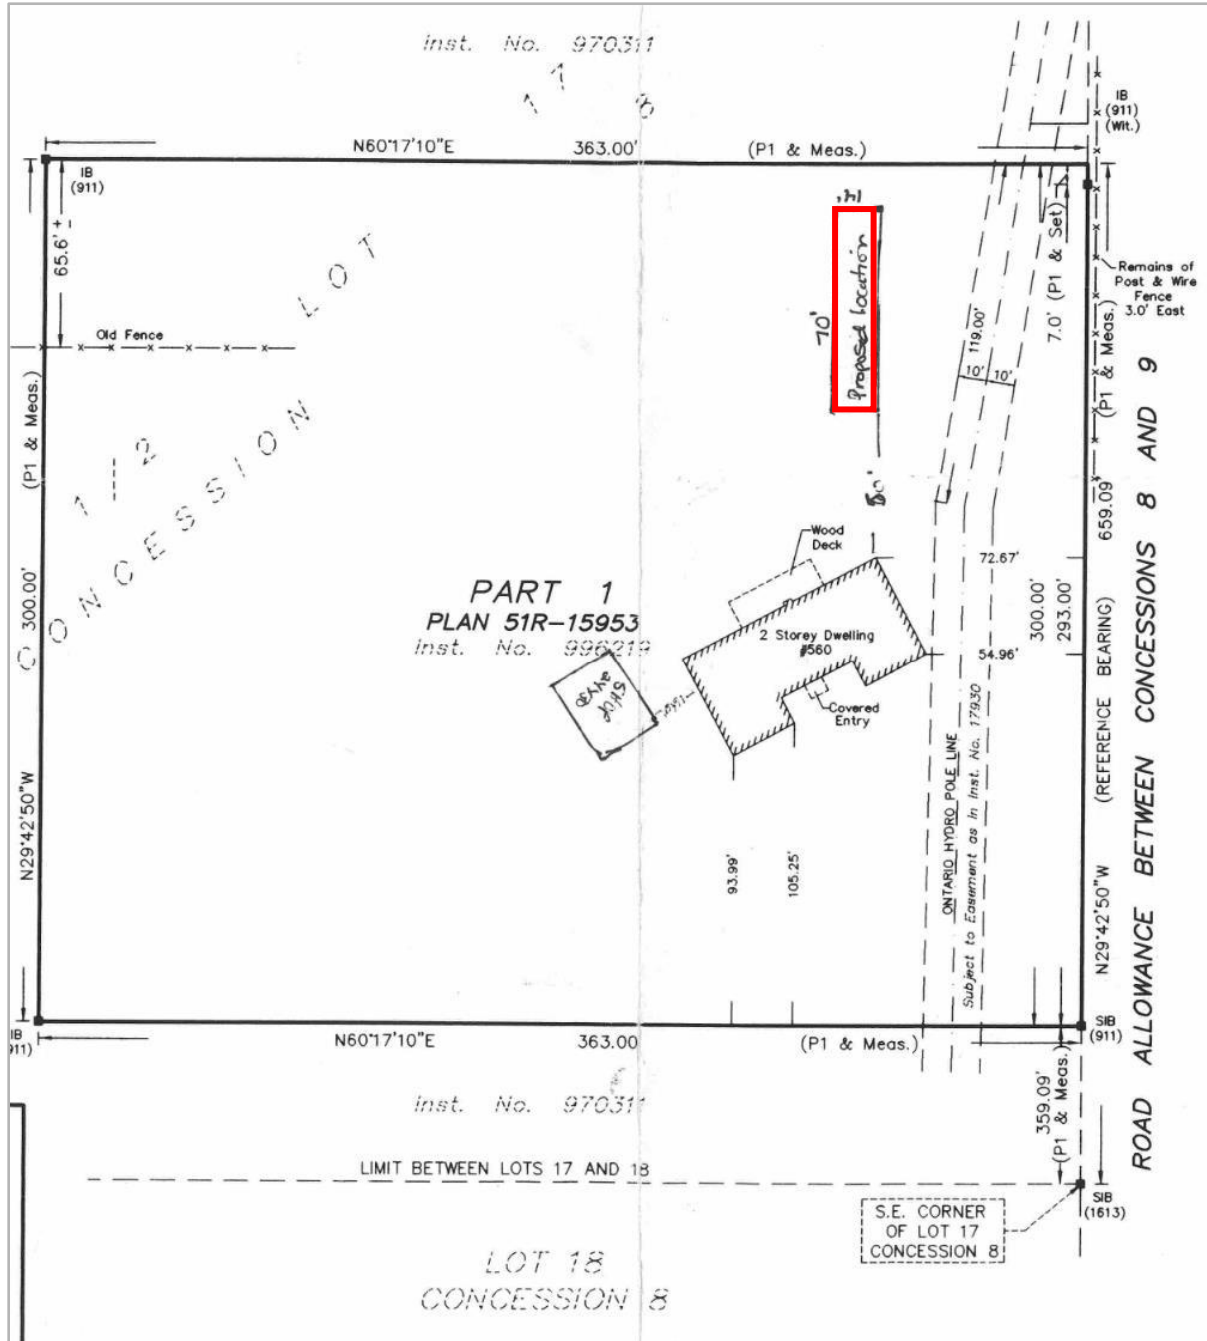 Inst. No. 970311
17 8
IB
(911)
(Wit.)
N60°17'10"E 363.00' (P1 & Meas.)
IB
(911)
65.6' ±
14'
LOT
7.0' (P1 & Set)
Remains of
Post & Wire
Fence
3.0' East
Old Fence
70'
Proposed location
119.00'
10' 10'
(P1 & Meas.)
(P1 & Meas.)
1/2
CONCESSION
659.09
80'
Wood
Deck
72.67'
PART 1
PLAN 51R-15953
Inst. No. 996219
2 Storey Dwelling
#560
300.00'
300.00'
293.00'
54.96'
SHOP
24x30
Covered
Entry
(REFERENCE BEARING)
ONTARIO HYDRO POLE LINE
Subject to Easement as in Inst. No. 17930
N29°42'50"W
93.99'
105.25'
N29°42'50"W
ROAD ALLOWANCE BETWEEN CONCESSIONS 8 AND 9
IB
911)
N60°17'10"E 363.00 (P1 & Meas.)
SIB
(911)
359.09'
(P1 & Meas.)
Inst. No. 970311
LIMIT BETWEEN LOTS 17 AND 18
SIB
(1613)
S.E. CORNER
OF LOT 17
CONCESSION 8
LOT 18
CONCESSION 8